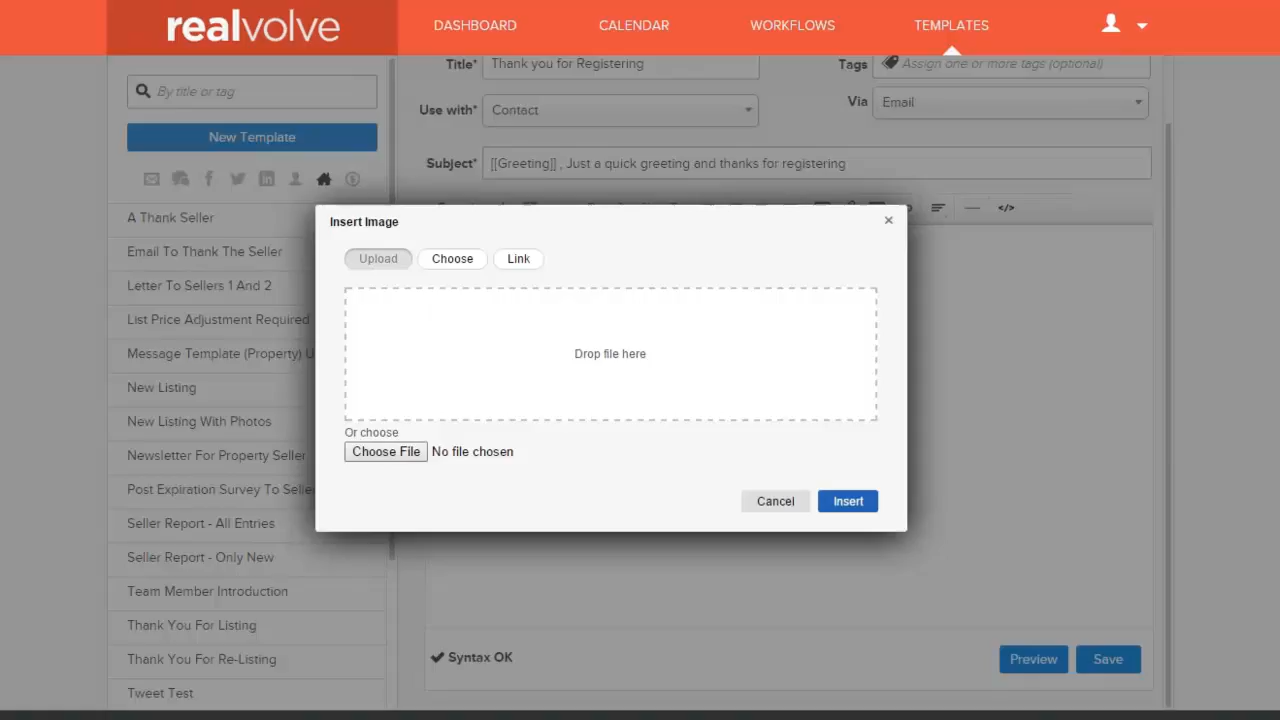 realvolve
DASHBOARD
CALENDAR
WORKFLOWS
TEMPLATES
By title or tag
New Template
A Thank Seller
Email To Thank The Seller
Letter To Sellers 1 And 2
List Price Adjustment Required
Message Template (Property) U
New Listing
New Listing With Photos
Newsletter For Property Seller
Post Expiration Survey To Selle
Seller Report - All Entries
Seller Report - Only New
Team Member Introduction
Thank You For Listing
Thank You For Re-Listing
Tweet Test
Title* Thank you for Registering
Tags Assign one or more tags (optional)
Use with* Contact
Via Email
Subject* [[Greeting]] , Just a quick greeting and thanks for registering
</>
Insert Image
×
Upload Choose Link
Drop file here
Or choose
Choose File No file chosen
Cancel Insert
Syntax OK
Preview Save